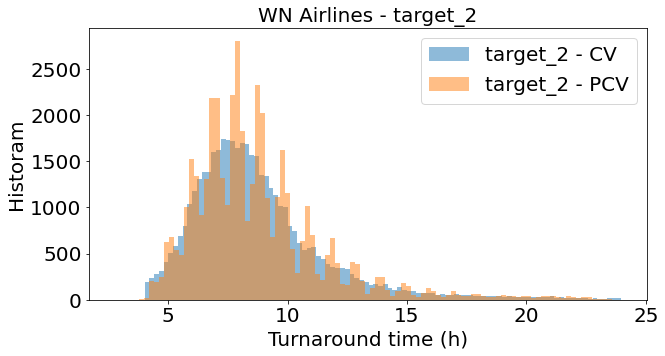 WN Airlines - target_2
target_2 - CV
target_2 - PCV
Historam
2500
2000
1500
1000
500
0
5
10
15
20
25
Turnaround time (h)